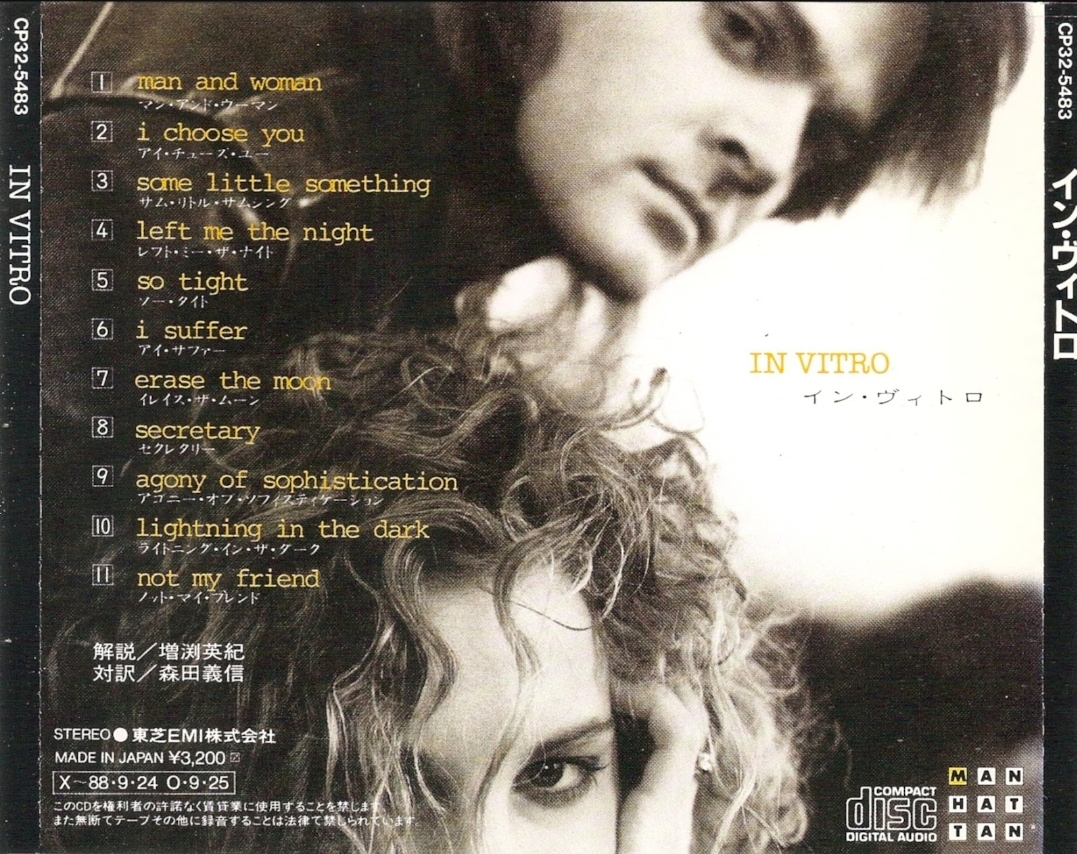 CP32-5483
IN VITRO
1 man and woman
マン・アンド・ウーマン
2 i choose you
アイ・チューズ・ユー
3 some little something
サム・リトル・サムシング
4 left me the night
レフト・ミー・ザ・ナイト
5 so tight
ソー・タイト
6 i suffer
アイ・サファー
7 erase the moon
イレイス・ザ・ムーン
8 secretary
セクレタリー
9 agony of sophistication
アゴニー・オブ・ソフィスティケーション
10 lightning in the dark
ライトニング・イン・ザ・ダーク
11 not my friend
ノット・マイ・フレンド
解説／増渕英紀
対訳／森田義信
STEREO●東芝EMI株式会社
MADE IN JAPAN ¥3,200
X〜88・9・24 O・9・25
このCDを権利者の許諾なく賃貸業に使用することを禁じます。
また無断でテープその他に録音することは法律で禁じられています。
IN VITRO
イン・ヴィトロ
COMPACT
disc
DIGITAL AUDIO
MAN
HAT
TAN
CP32-5483
イン・ヴィトロ